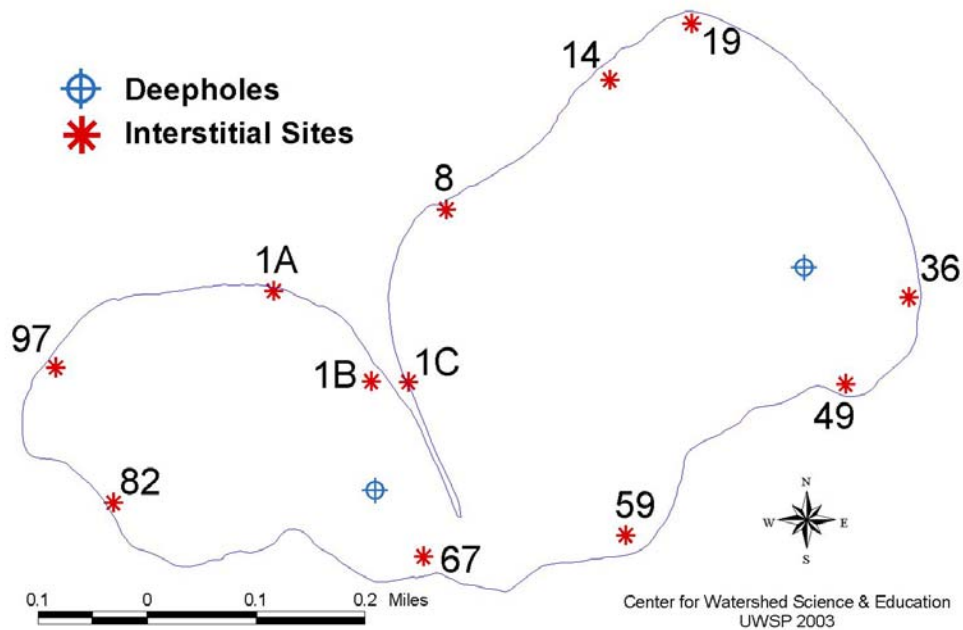 Deepholes
Interstitial Sites
19
14
8
1A
36
97
1B
1C
49
82
59
67
N
W
E
S
0.1 0 0.1 0.2 Miles
Center for Watershed Science & Education
UWSP 2003